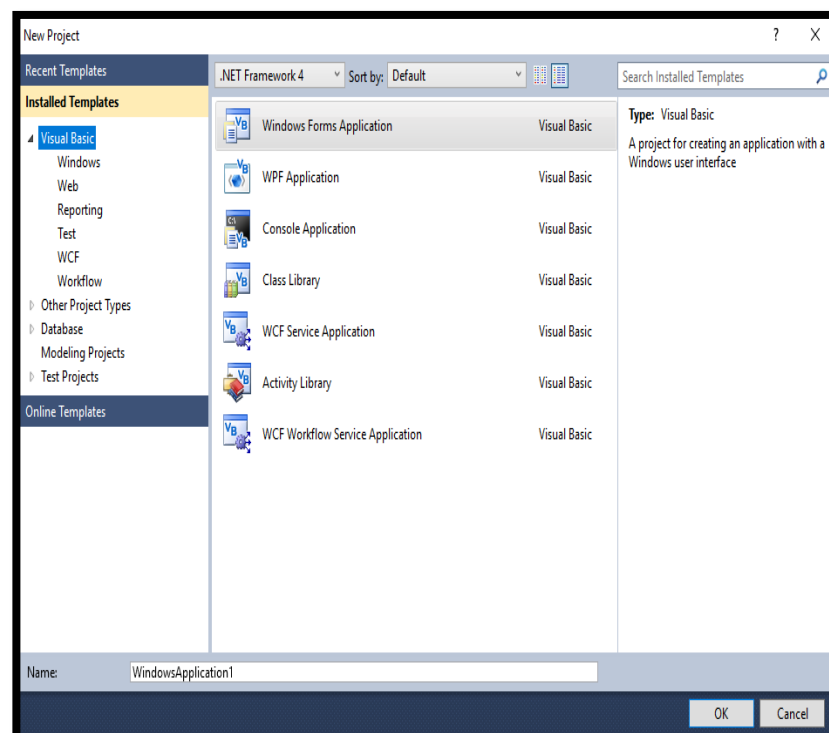 New Project
? X
Recent Templates
.NET Framework 4 Sort by: Default
Search Installed Templates
Installed Templates
Visual Basic
Windows
Web
Reporting
Test
WCF
Workflow
Other Project Types
Database
Modeling Projects
Test Projects
Online Templates
Windows Forms Application Visual Basic
WPF Application Visual Basic
Console Application Visual Basic
Class Library Visual Basic
WCF Service Application Visual Basic
Activity Library Visual Basic
WCF Workflow Service Application Visual Basic
Type: Visual Basic
A project for creating an application with a
Windows user interface
Name: WindowsApplication1
OK Cancel